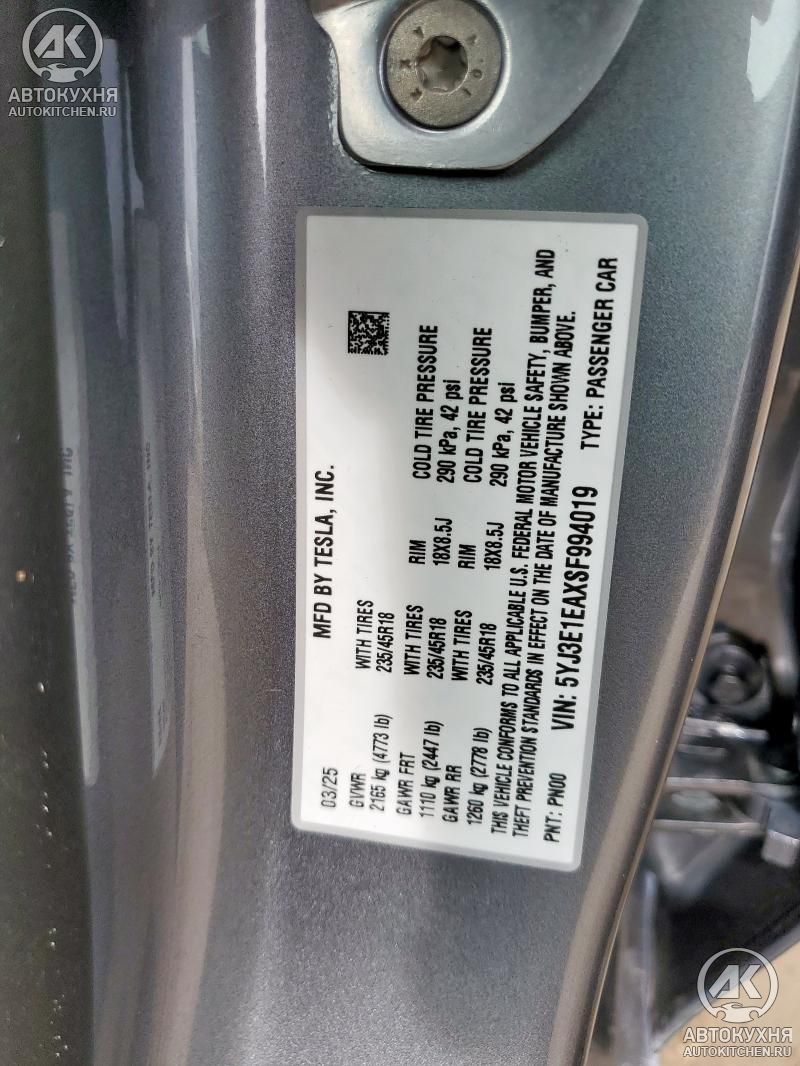 АВТОКУХНЯ
AUTOKITCHEN.RU
MFD BY TESLA, INC.
03/25
GVWR WITH TIRES RIM COLD TIRE PRESSURE
2165 kg (4773 lb) 235/45R18
GAWR FRT WITH TIRES RIM COLD TIRE PRESSURE
1110 kg (2447 lb) 235/45R18 18X8.5J 290 kPa, 42 psi
GAWR RR WITH TIRES RIM COLD TIRE PRESSURE
1260 kg (2778 lb) 235/45R18 18X8.5J 290 kPa, 42 psi
THIS VEHICLE CONFORMS TO ALL APPLICABLE U.S. FEDERAL MOTOR VEHICLE SAFETY, BUMPER, AND
THEFT PREVENTION STANDARDS IN EFFECT ON THE DATE OF MANUFACTURE SHOWN ABOVE.
PNT: PN00 VIN: 5YJ3E1EAXSF994019 TYPE: PASSENGER CAR
АВТОКУХНЯ
AUTOKITCHEN.RU